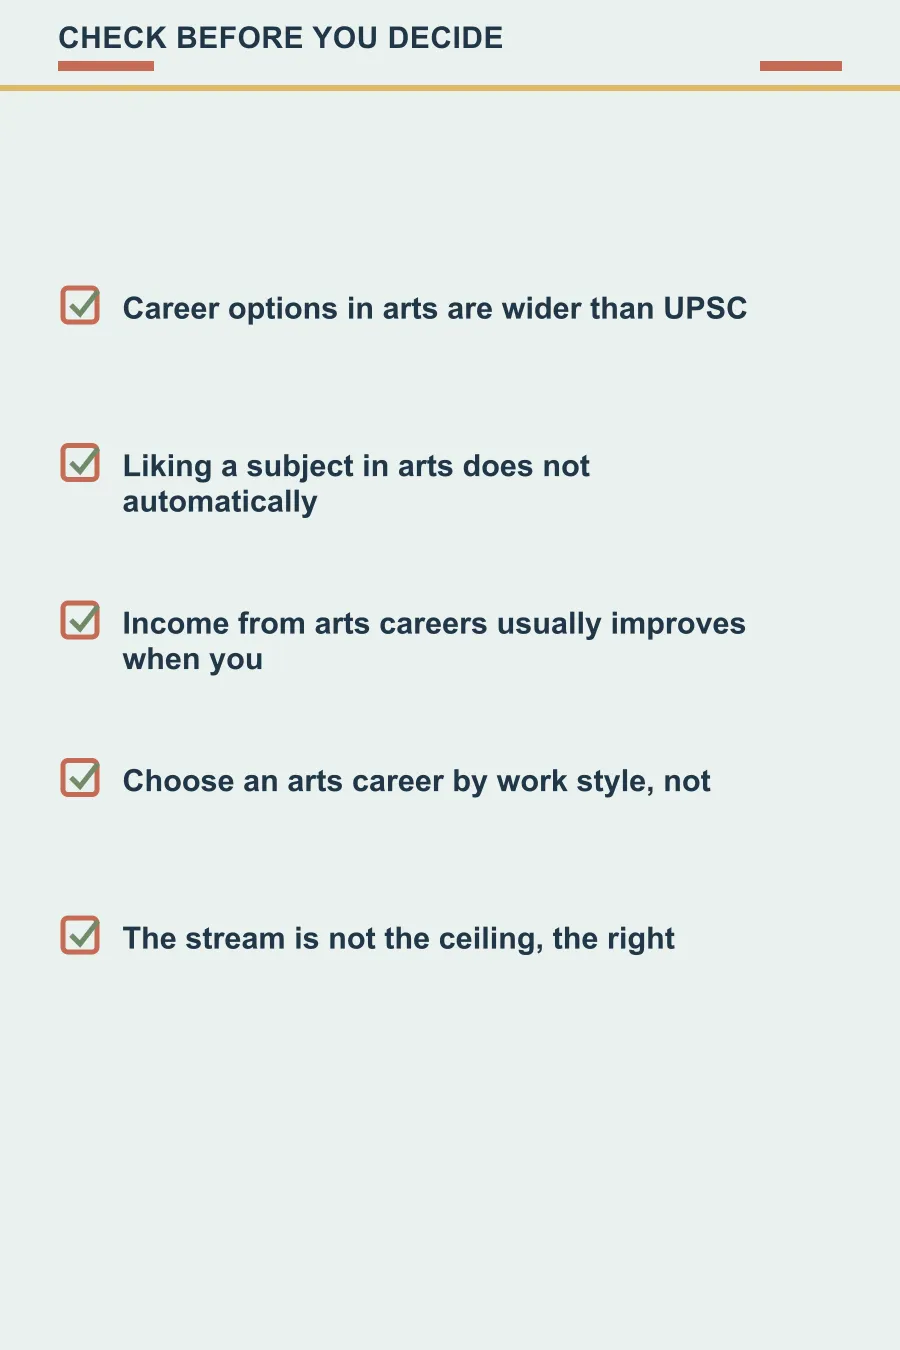 CHECK BEFORE YOU DECIDE
Career options in arts are wider than UPSC
Liking a subject in arts does not
automatically
Income from arts careers usually improves
when you
Choose an arts career by work style, not
The stream is not the ceiling, the right